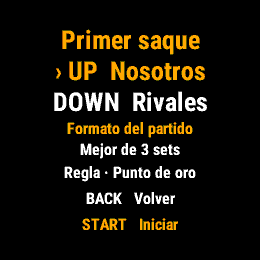 Primer saque
› UP Nosotros
DOWN Rivales
Formato del partido
Mejor de 3 sets
Regla · Punto de oro
BACK Volver
START Iniciar